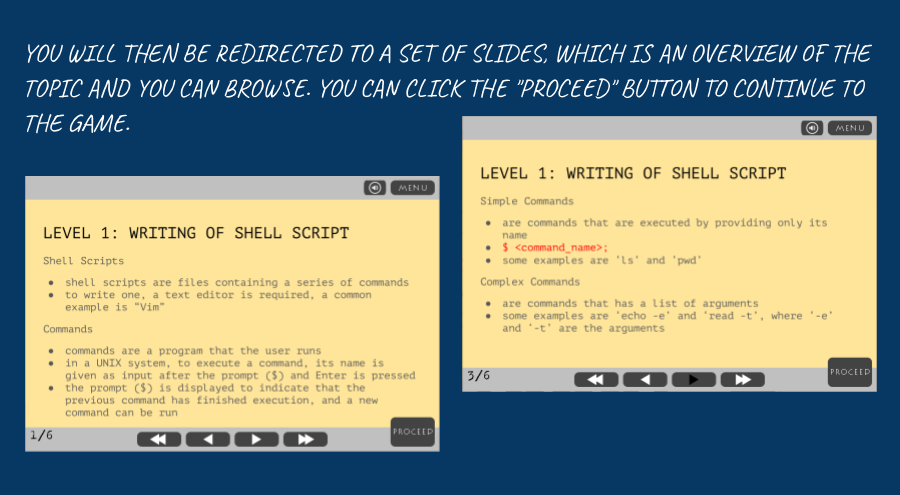 YOU WILL THEN BE REDIRECTED TO A SET OF SLIDES, WHICH IS AN OVERVIEW OF THE
TOPIC AND YOU CAN BROWSE. YOU CAN CLICK THE "PROCEED" BUTTON TO CONTINUE TO
THE GAME.
MENU
LEVEL 1: WRITING OF SHELL SCRIPT
Shell Scripts
● shell scripts are files containing a series of commands
● to write one, a text editor is required, a common
example is "Vim"
Commands
● commands are a program that the user runs
● in a UNIX system, to execute a command, its name is
given as input after the prompt ($) and Enter is pressed
● the prompt ($) is displayed to indicate that the
previous command has finished execution, and a new
command can be run
1/6
PROCEED
MENU
LEVEL 1: WRITING OF SHELL SCRIPT
Simple Commands
● are commands that are executed by providing only its
name
● $ <command_name>;
● some examples are 'ls' and 'pwd'
Complex Commands
● are commands that has a list of arguments
● some examples are 'echo -e' and 'read -t', where '-e'
and '-t' are the arguments
3/6
PROCEED